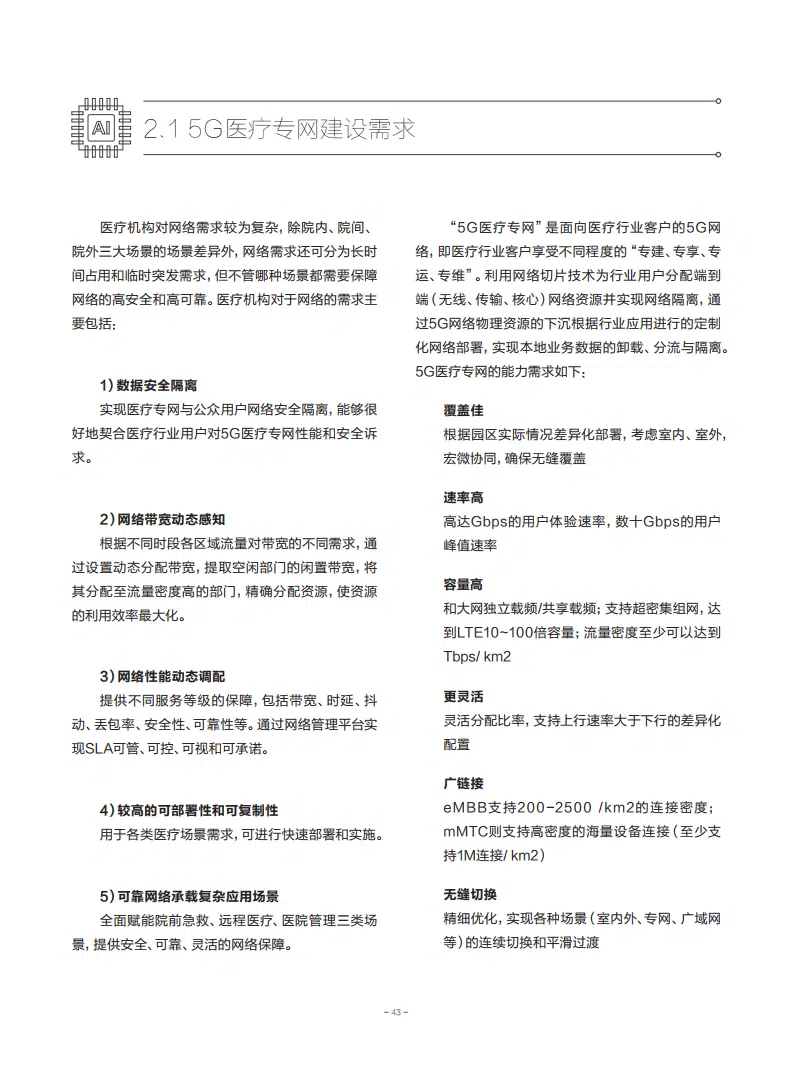 AI
2.1 5G医疗专网建设需求
医疗机构对网络需求较为复杂，除院内、院间、
院外三大场景的场景差异外，网络需求还可分为长时
间占用和临时突发需求，但不管哪种场景都需要保障
网络的高安全和高可靠。医疗机构对于网络的需求主
要包括：
1）数据安全隔离
实现医疗专网与公众用户网络安全隔离，能够很
好地契合医疗行业用户对5G医疗专网性能和安全诉
求。
2）网络带宽动态感知
根据不同时段各区域流量对带宽的不同需求，通
过设置动态分配带宽，提取空闲部门的闲置带宽，将
其分配至流量密度高的部门，精确分配资源，使资源
的利用效率最大化。
3）网络性能动态调配
提供不同服务等级的保障，包括带宽、时延、抖
动、丢包率、安全性、可靠性等。通过网络管理平台实
现SLA可管、可控、可视和可承诺。
4）较高的可部署性和可复制性
用于各类医疗场景需求，可进行快速部署和实施。
5）可靠网络承载复杂应用场景
全面赋能院前急救、远程医疗、医院管理三类场
景，提供安全、可靠、灵活的网络保障。
“5G医疗专网”是面向医疗行业客户的5G网
络，即医疗行业客户享受不同程度的“专建、专享、专
运、专维”。利用网络切片技术为行业用户分配端到
端（无线、传输、核心）网络资源并实现网络隔离，通
过5G网络物理资源的下沉根据行业应用进行的定制
化网络部署，实现本地业务数据的卸载、分流与隔离。
5G医疗专网的能力需求如下：
覆盖佳
根据园区实际情况差异化部署，考虑室内、室外，
宏微协同，确保无缝覆盖
速率高
高达Gbps的用户体验速率，数十Gbps的用户
峰值速率
容量高
和大网独立载频/共享载频；支持超密集组网，达
到LTE10~100倍容量；流量密度至少可以达到
Tbps/ km2
更灵活
灵活分配比率，支持上行速率大于下行的差异化
配置
广链接
eMBB支持200-2500 /km2的连接密度；
mMTC则支持高密度的海量设备连接（至少支
持1M连接/ km2）
无缝切换
精细优化，实现各种场景（室内外、专网、广域网
等）的连续切换和平滑过渡
- 43 -